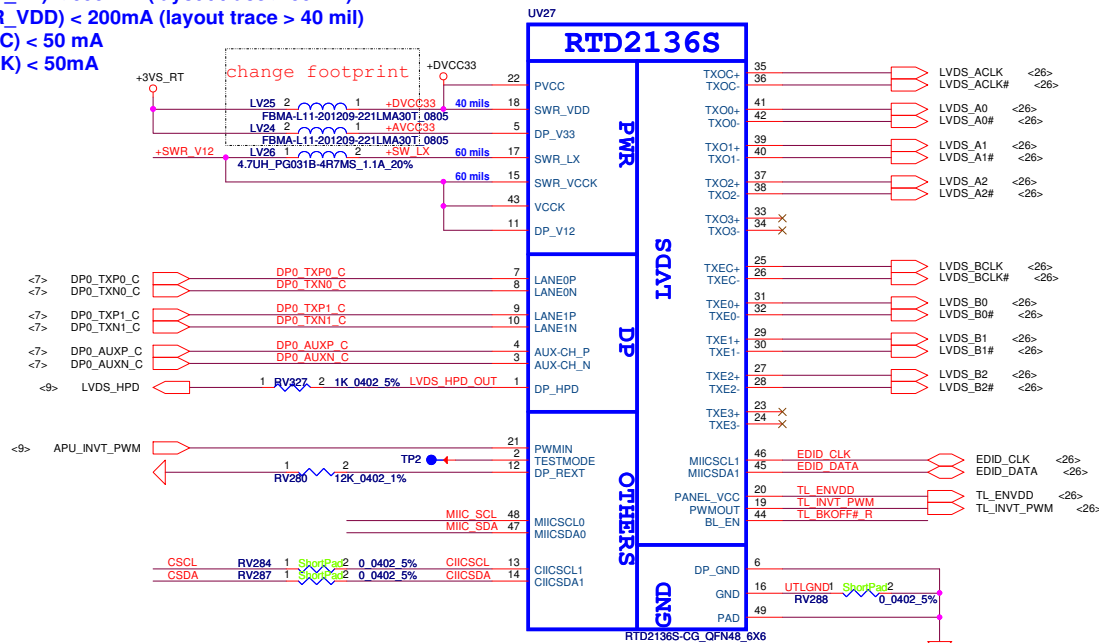 R_VDD) < 200mA (layout trace > 40 mil)
C) < 50 mA
K) < 50mA
UV27
RTD2136S
change footprint
+3VS_RT
+DVCC33
LV25 2 1 +DVCC33 40 mils
FBMA-L11-201209-221LMA30T_0805
LV24 2 1 +AVCC33
FBMA-L11-201209-221LMA30T_0805
+SWR_V12 LV26 1 2 +SW_LX 60 mils
4.7UH_PG031B-4R7MS_1.1A_20%
60 mils
PWR
22 PVCC
18 SWR_VDD
5 DP_V33
17 SWR_LX
15 SWR_VCCK
43 VCCK
11 DP_V12
DP
<7> DP0_TXP0_C DP0_TXP0_C 7 LANE0P
<7> DP0_TXN0_C DP0_TXN0_C 8 LANE0N
<7> DP0_TXP1_C DP0_TXP1_C 9 LANE1P
<7> DP0_TXN1_C DP0_TXN1_C 10 LANE1N
<7> DP0_AUXP_C DP0_AUXP_C 4 AUX-CH_P
<7> DP0_AUXN_C DP0_AUXN_C 3 AUX-CH_N
<9> LVDS_HPD 1 RV327 2 1K_0402_5% LVDS_HPD_OUT 1 DP_HPD
OTHERS
<9> APU_INVT_PWM 21 PWMIN
TP2 2 TESTMODE
1 RV280 2 12K_0402_1% 12 DP_REXT
MIIC_SCL 48 MIICSCL0
MIIC_SDA 47 MIICSDA0
CSCL RV284 1 ShortPad 2 0_0402_5% CIICSCL 13 CIICSCL1
CSDA RV287 1 ShortPad 2 0_0402_5% CIICSDA 14 CIICSDA1
LVDS
TXOC+ 35 LVDS_ACLK <26>
TXOC- 36 LVDS_ACLK# <26>
TXO0+ 41 LVDS_A0 <26>
TXO0- 42 LVDS_A0# <26>
TXO1+ 39 LVDS_A1 <26>
TXO1- 40 LVDS_A1# <26>
TXO2+ 37 LVDS_A2 <26>
TXO2- 38 LVDS_A2# <26>
TXO3+ 33
TXO3- 34
TXEC+ 25 LVDS_BCLK <26>
TXEC- 26 LVDS_BCLK# <26>
TXE0+ 31 LVDS_B0 <26>
TXE0- 32 LVDS_B0# <26>
TXE1+ 29 LVDS_B1 <26>
TXE1- 30 LVDS_B1# <26>
TXE2+ 27 LVDS_B2 <26>
TXE2- 28 LVDS_B2# <26>
TXE3+ 23
TXE3- 24
MIICSCL1 46 EDID_CLK EDID_CLK <26>
MIICSDA1 45 EDID_DATA EDID_DATA <26>
PANEL_VCC 20 TL_ENVDD TL_ENVDD <26>
PWMOUT 19 TL_INVT_PWM TL_INVT_PWM <26>
BL_EN 44 TL_BKOFF#_R
GND
DP_GND 6
GND 16 UTLGND 1 ShortPad 2
RV288 0_0402_5%
PAD 49
RTD2136S-CG_QFN48_6X6